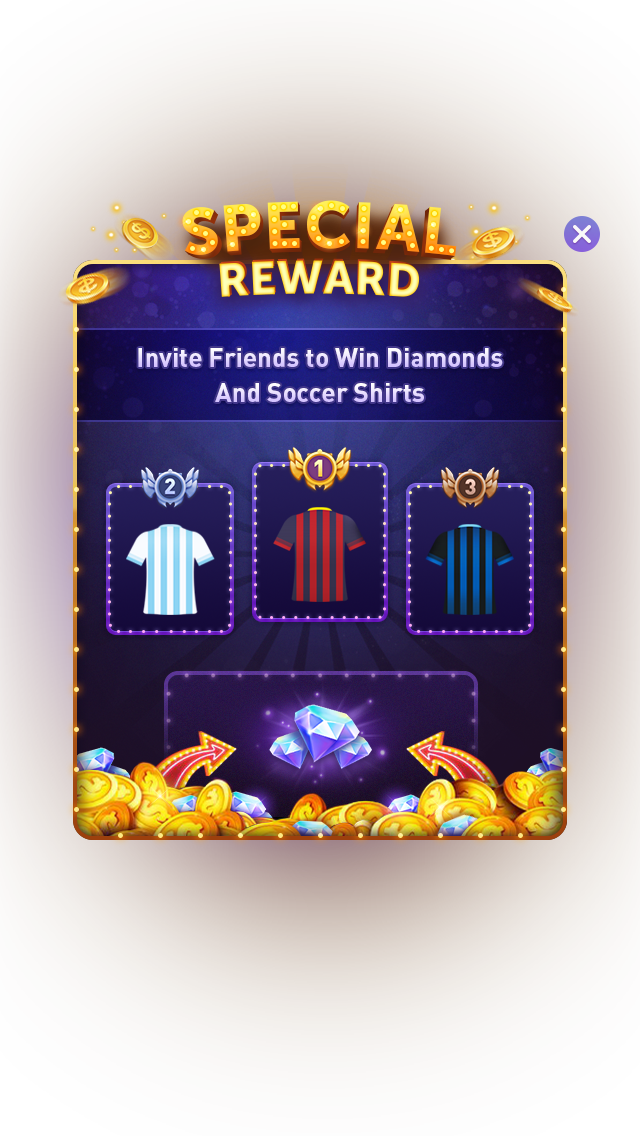 SPECIAL
REWARD
Invite Friends to Win Diamonds
And Soccer Shirts
2
1
3